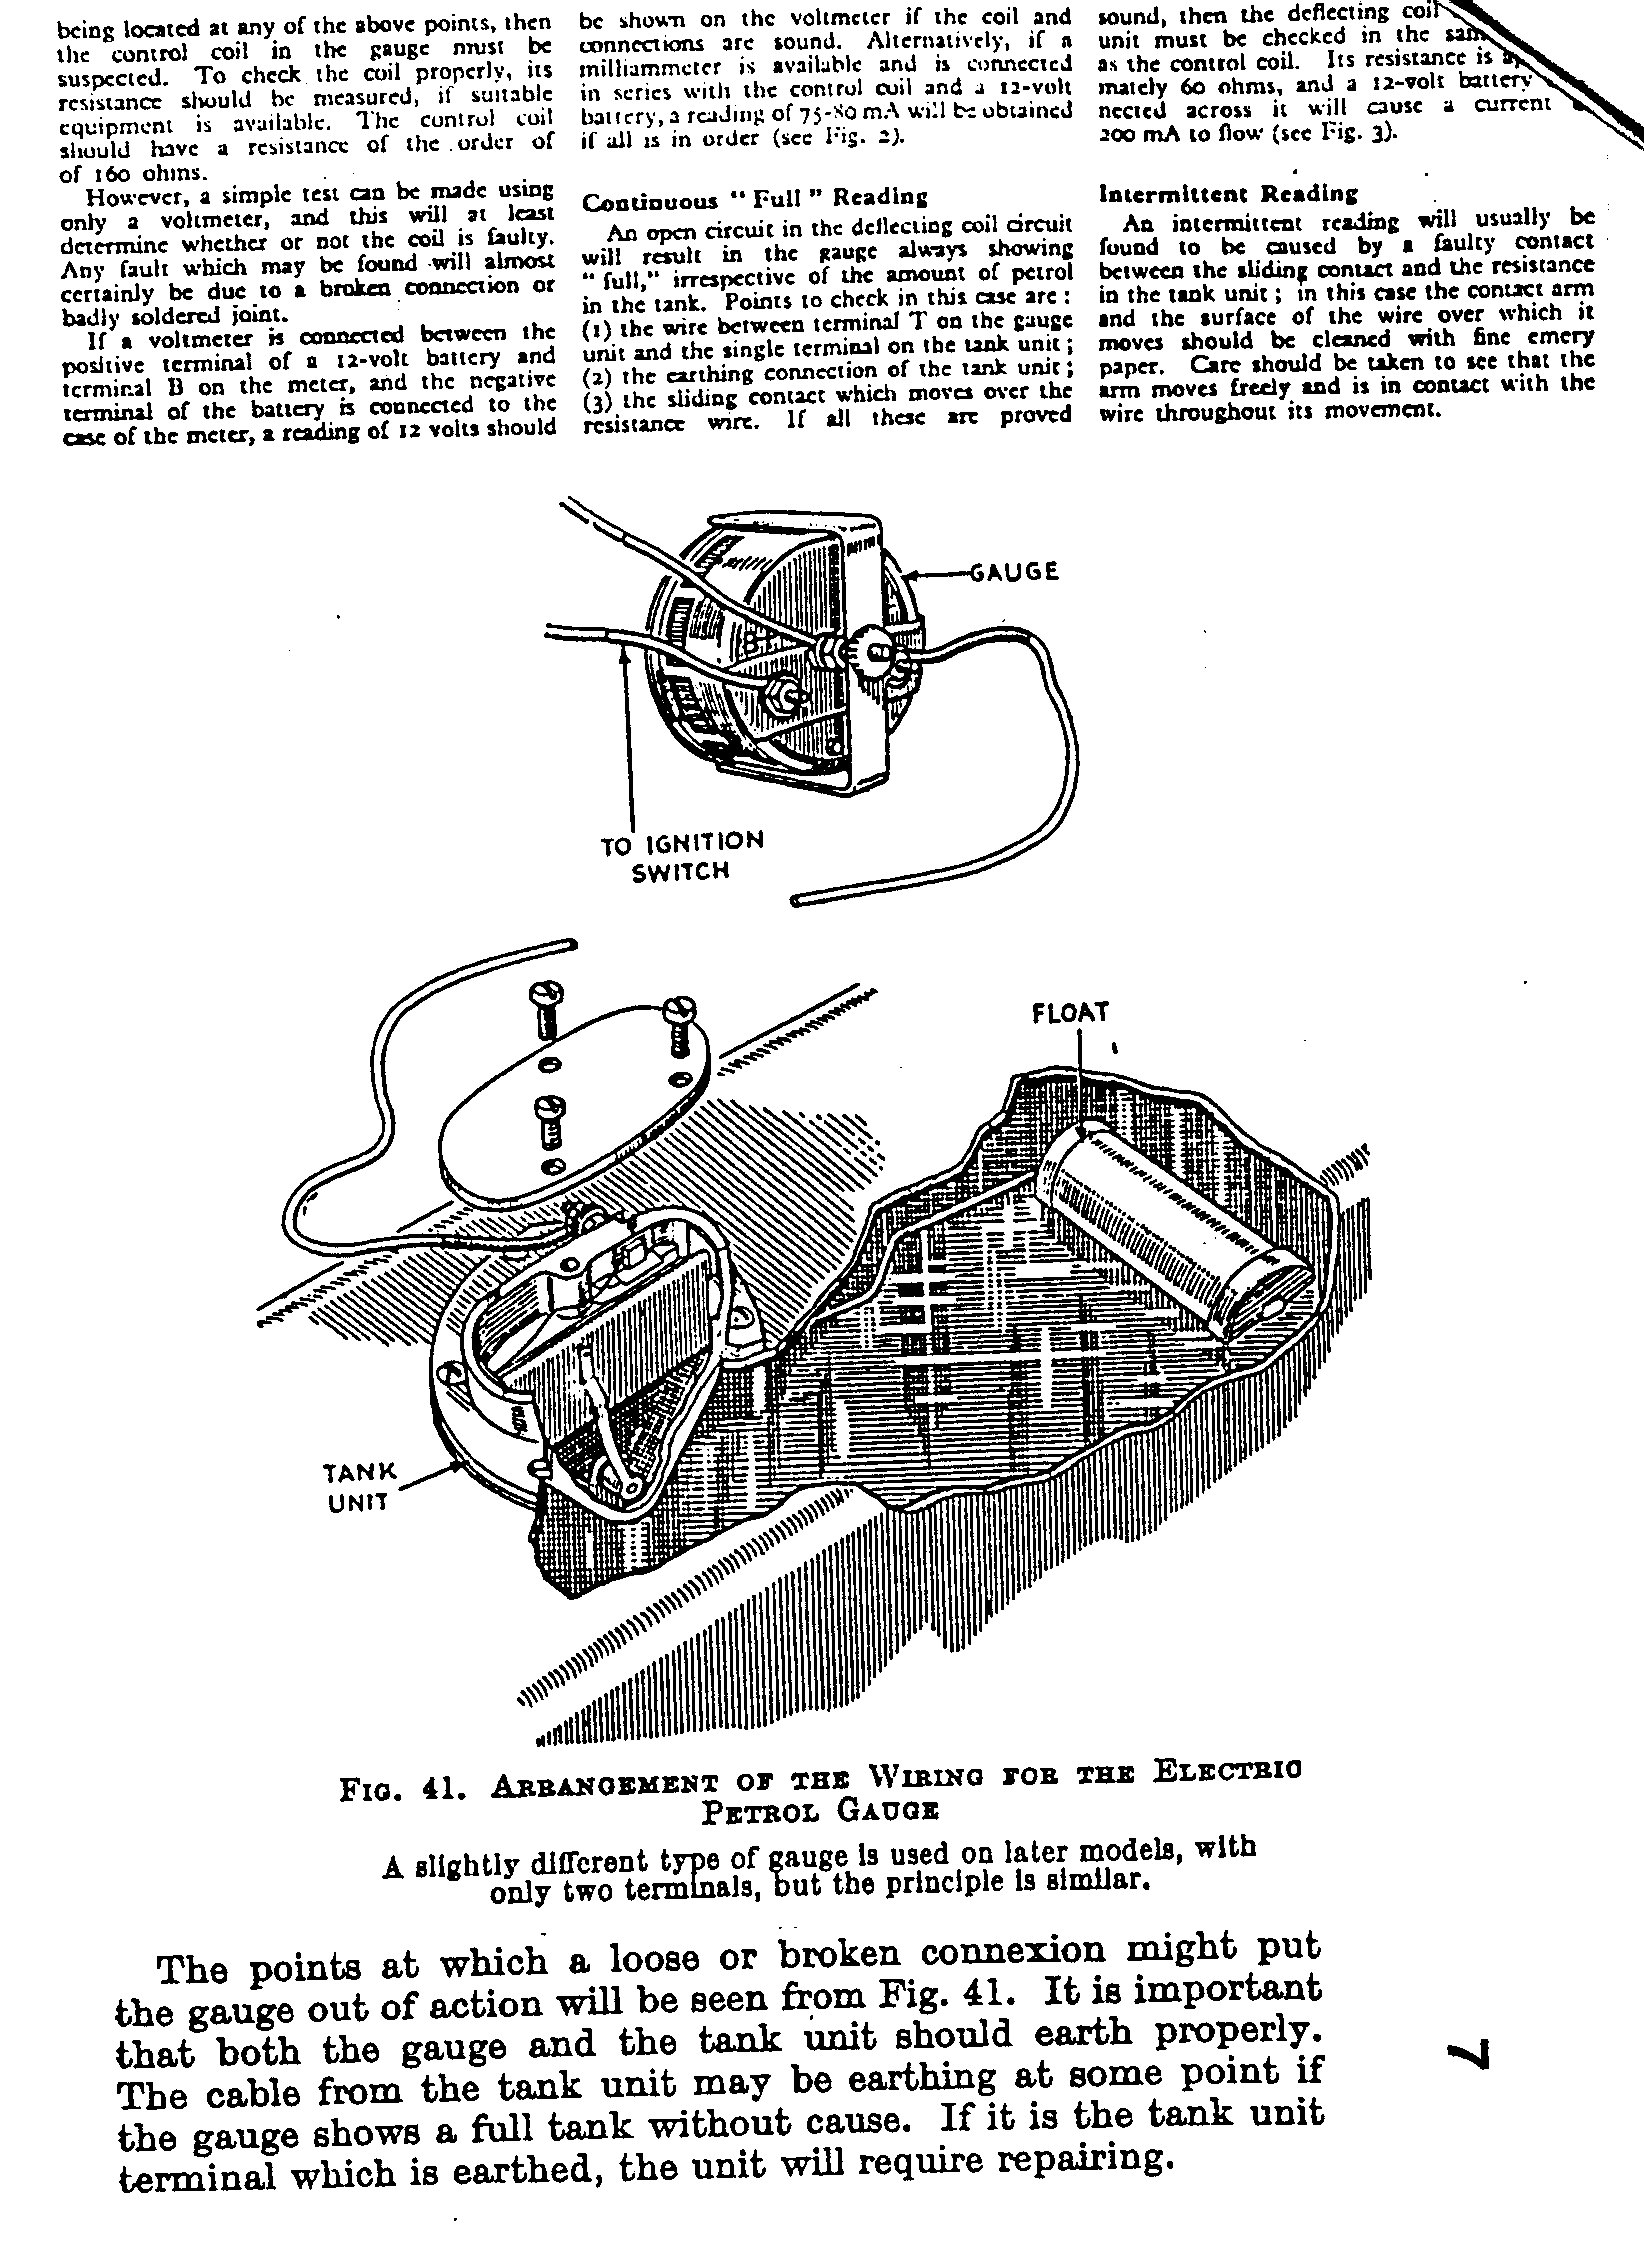 being located at any of the above points, then
the control coil in the gauge must be
suspected. To check the coil properly, its
resistance should be measured, if suitable
equipment is available. The control coil
should have a resistance of the order of
of 160 ohms.
However, a simple test can be made using
only a voltmeter, and this will at least
determine whether or not the coil is faulty.
Any fault which may be found will almost
certainly be due to a broken connection or
badly soldered joint.
If a voltmeter is connected between the
positive terminal of a 12-volt battery and
terminal B on the meter, and the negative
terminal of the battery is connected to the
case of the meter, a reading of 12 volts should
be shown on the voltmeter if the coil and
connections are sound. Alternatively, if a
milliammeter is available and is connected
in series with the control coil and a 12-volt
battery, a reading of 75-80 mA will be obtained
if all is in order (see Fig. 2).
Continuous " Full " Reading
An open circuit in the deflecting coil circuit
will result in the gauge always showing
" full," irrespective of the amount of petrol
in the tank. Points to check in this case are :
(1) the wire between terminal T on the gauge
unit and the single terminal on the tank unit ;
(2) the earthing connection of the tank unit ;
(3) the sliding contact which moves over the
resistance wire. If all these are proved
sound, then the deflecting coil
unit must be checked in the
as the control coil. Its resistance is
mately 60 ohms, and a 12-volt battery
nected across it will cause a current
200 mA to flow (see Fig. 3).
Intermittent Reading
An intermittent reading will usually be
found to be caused by a faulty contact
between the sliding contact and the resistance
in the tank unit ; in this case the contact arm
and the surface of the wire over which it
moves should be cleaned with fine emery
paper. Care should be taken to see that the
arm moves freely and is in contact with the
wire throughout its movement.
GAUGE
TO IGNITION
SWITCH
FLOAT
TANK
UNIT
FIG. 41. ARRANGEMENT OF THE WIRING FOR THE ELECTRIC
PETROL GAUGE
A slightly different type of gauge is used on later models, with
only two terminals, but the principle is similar.
The points at which a loose or broken connexion might put
the gauge out of action will be seen from Fig. 41. It is important
that both the gauge and the tank unit should earth properly.
The cable from the tank unit may be earthing at some point if
the gauge shows a full tank without cause. If it is the tank unit
terminal which is earthed, the unit will require repairing.
7